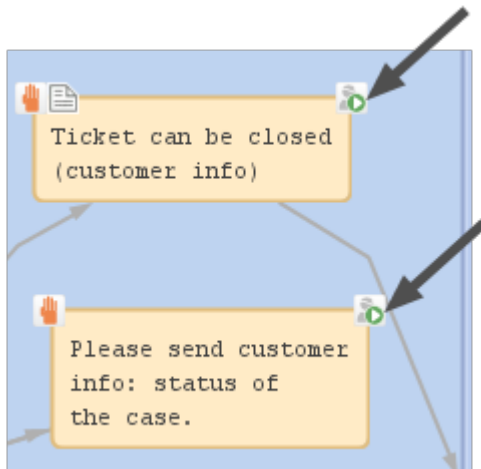 Ticket can be closed
(customer info)
Please send customer
info: status of
the case.